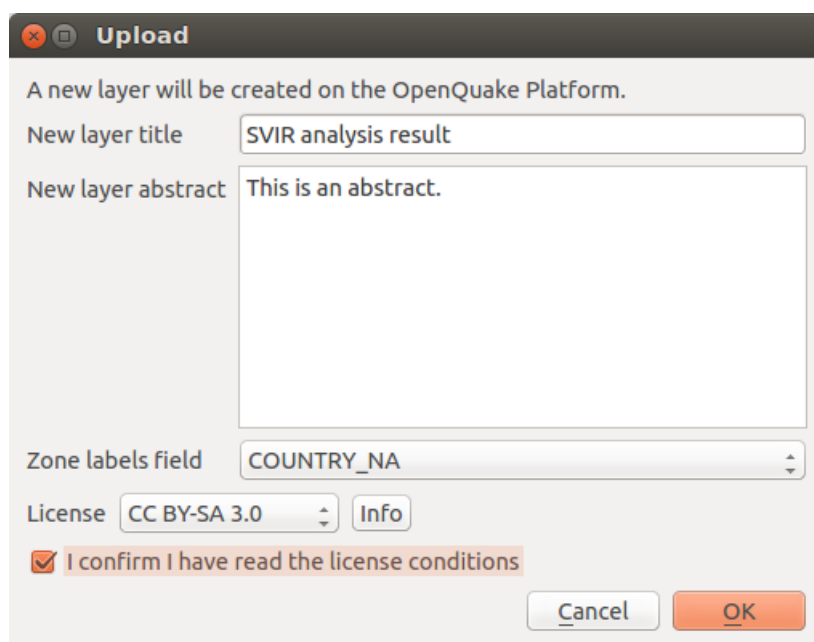 Upload
A new layer will be created on the OpenQuake Platform.
New layer title SVIR analysis result
New layer abstract This is an abstract.
Zone labels field COUNTRY_NA
License CC BY-SA 3.0 Info
I confirm I have read the license conditions
Cancel OK